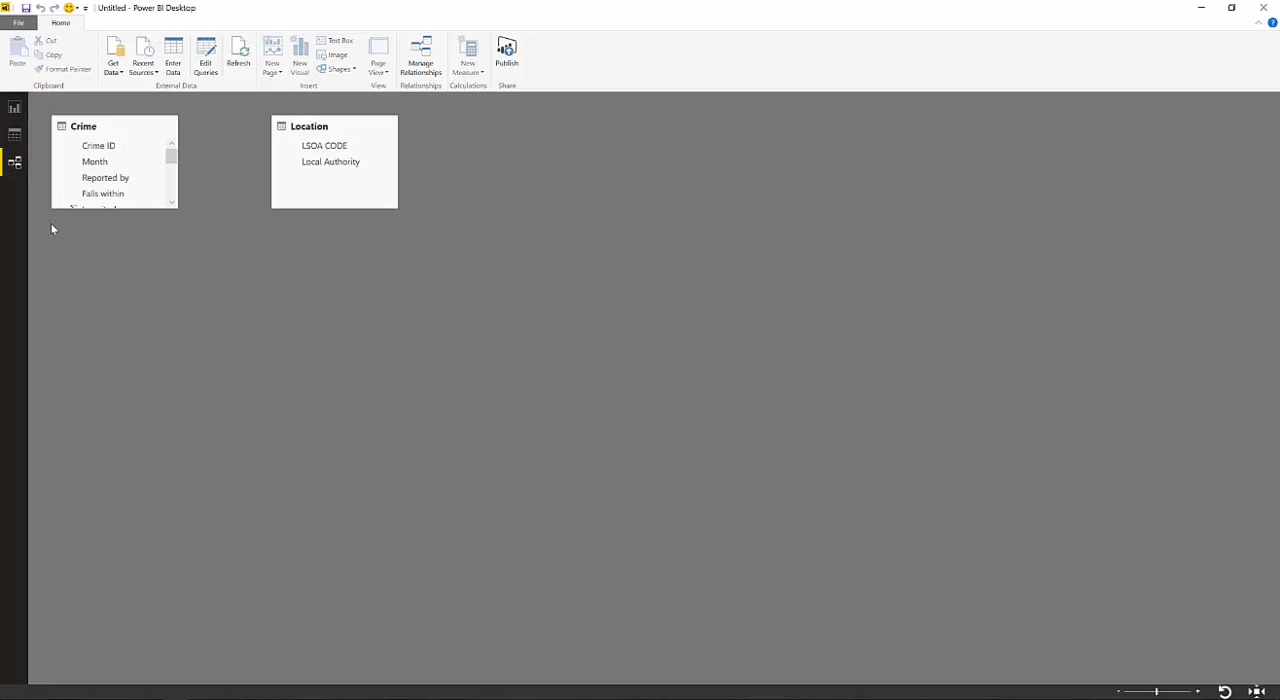 Untitled - Power BI Desktop
File
Home
Paste
Cut
Copy
Format Painter
Clipboard
Get Data
Recent Sources
Enter Data
Edit Queries
External Data
Refresh
New Page
New Visual
Text Box
Image
Shapes
Insert
Page View
View
Manage Relationships
Relationships
New Measure
Calculations
Publish
Share
Crime
Crime ID
Month
Reported by
Falls within
Location
LSOA CODE
Local Authority